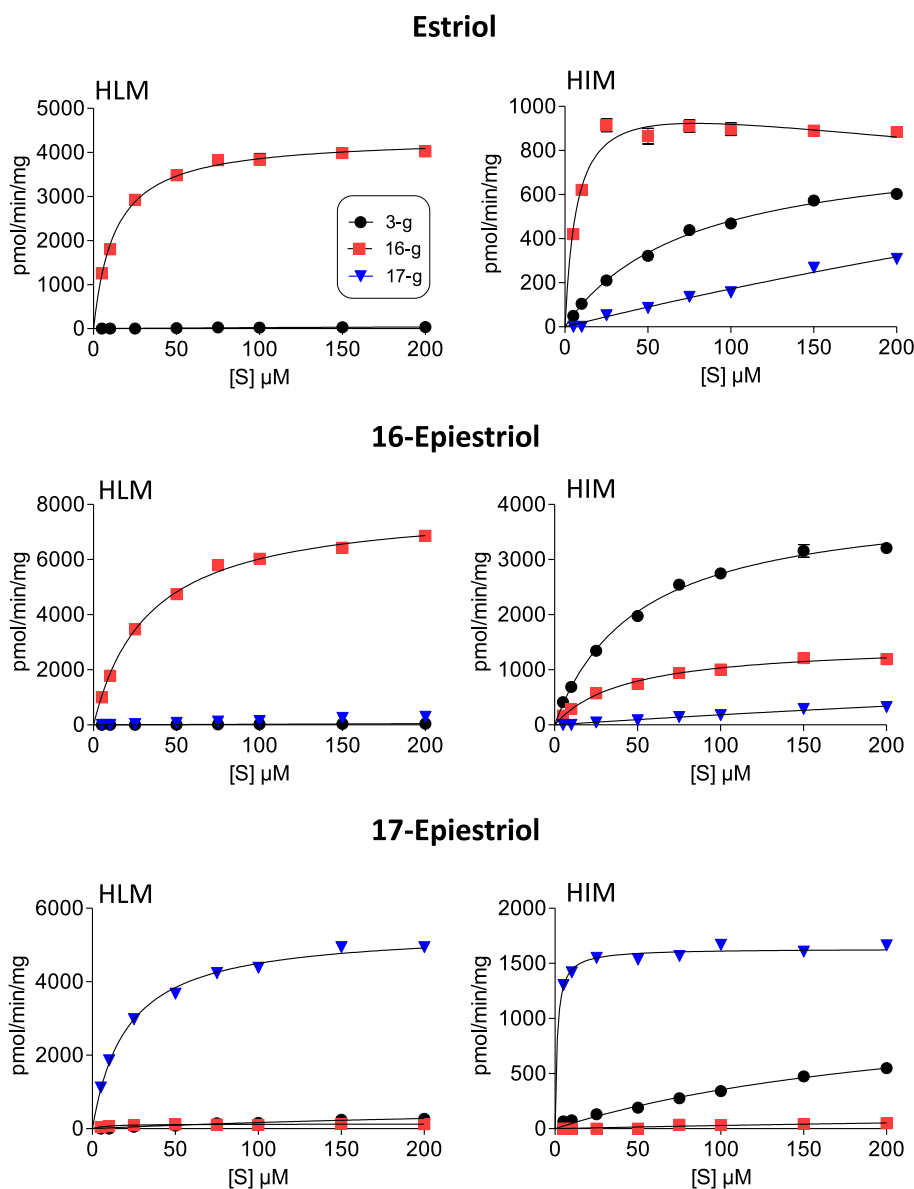 Estriol
HLM
5000
4000
3000
2000
1000
0
pmol/min/mg
0 50 100 150 200
[S] µM
3-g
16-g
17-g
HIM
1000
800
600
400
200
0
pmol/min/mg
0 50 100 150 200
[S] µM
16-Epiestriol
HLM
8000
6000
4000
2000
0
pmol/min/mg
0 50 100 150 200
[S] µM
HIM
4000
3000
2000
1000
0
pmol/min/mg
0 50 100 150 200
[S] µM
17-Epiestriol
HLM
6000
4000
2000
0
pmol/min/mg
0 50 100 150 200
[S] µM
HIM
2000
1500
1000
500
0
pmol/min/mg
0 50 100 150 200
[S] µM